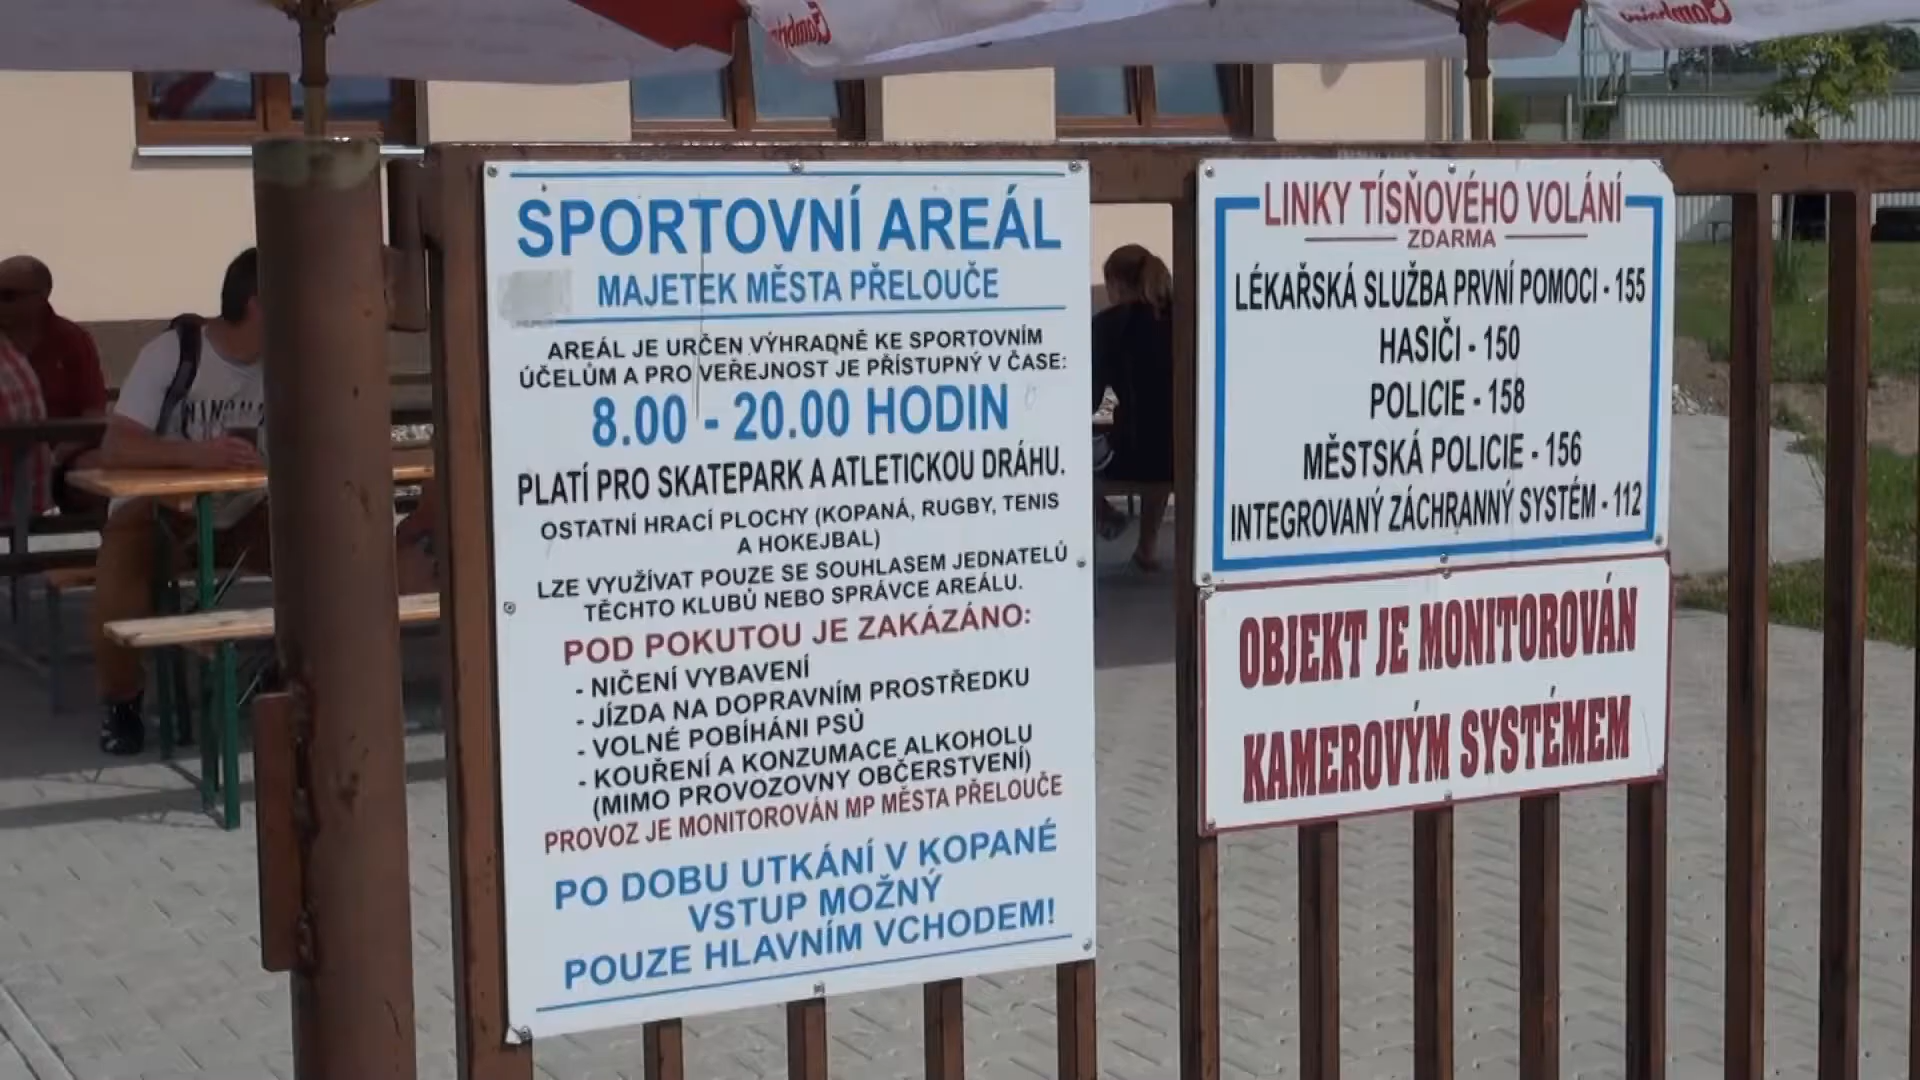 SPORTOVNÍ AREÁL
MAJETEK MĚSTA PŘELOUČE
AREÁL JE URČEN VÝHRADNĚ KE SPORTOVNÍM
ÚČELŮM A PRO VEŘEJNOST JE PŘÍSTUPNÝ V ČASE:
8.00 - 20.00 HODIN
PLATÍ PRO SKATEPARK A ATLETICKOU DRÁHU.
OSTATNÍ HRACÍ PLOCHY (KOPANÁ, RUGBY, TENIS
A HOKEJBAL)
LZE VYUŽÍVAT POUZE SE SOUHLASEM JEDNATELŮ
TĚCHTO KLUBŮ NEBO SPRÁVCE AREÁLU.
POD POKUTOU JE ZAKÁZÁNO:
- NIČENÍ VYBAVENÍ
- JÍZDA NA DOPRAVNÍM PROSTŘEDKU
- VOLNÉ POBÍHÁNI PSŮ
- KOUŘENÍ A KONZUMACE ALKOHOLU
(MIMO PROVOZOVNY OBČERSTVENÍ)
PROVOZ JE MONITOROVÁN MP MĚSTA PŘELOUČE
PO DOBU UTKÁNÍ V KOPANÉ
VSTUP MOŽNÝ
POUZE HLAVNÍM VCHODEM!
LINKY TÍSŇOVÉHO VOLÁNÍ
ZDARMA
LÉKAŘSKÁ SLUŽBA PRVNÍ POMOCI - 155
HASIČI - 150
POLICIE - 158
MĚSTSKÁ POLICIE - 156
INTEGROVANÝ ZÁCHRANNÝ SYSTÉM - 112
OBJEKT JE MONITOROVÁN
KAMEROVÝM SYSTÉMEM